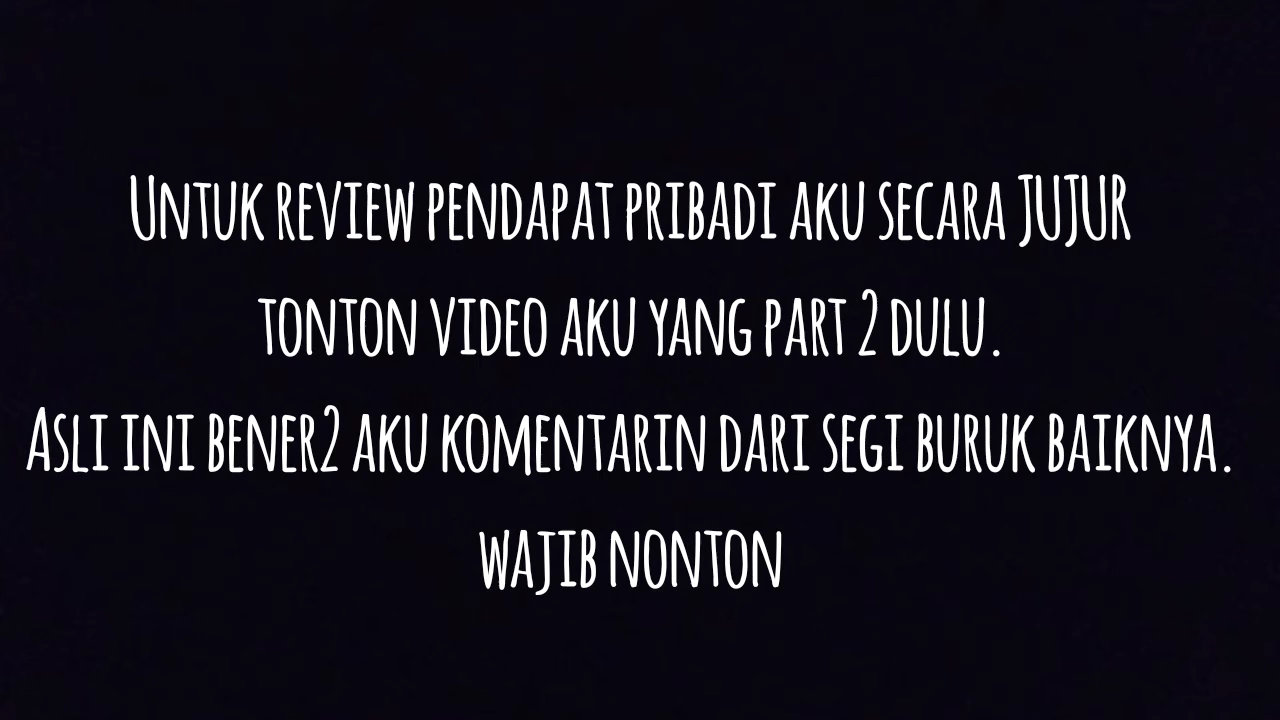 Untuk review pendapat pribadi aku secara JUJUR
tonton video aku yang part 2 dulu.
Asli ini bener2 aku komentarin dari segi buruk baiknya.
wajib nonton